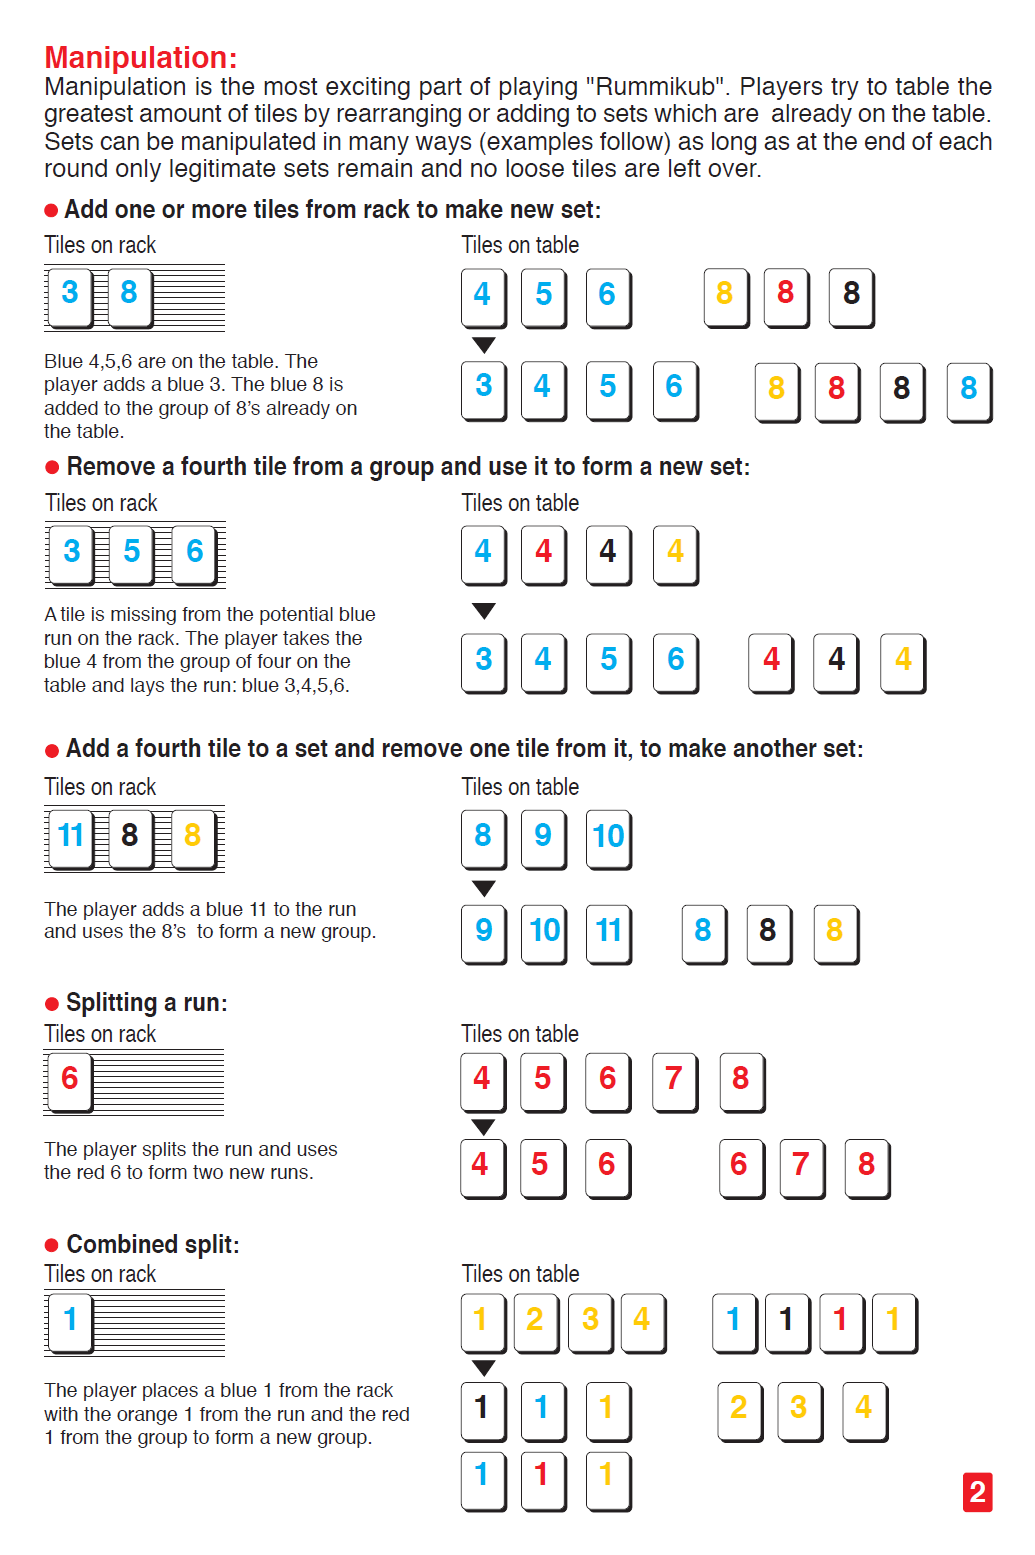 Manipulation:
Manipulation is the most exciting part of playing "Rummikub". Players try to table the
greatest amount of tiles by rearranging or adding to sets which are already on the table.
Sets can be manipulated in many ways (examples follow) as long as at the end of each
round only legitimate sets remain and no loose tiles are left over.
● Add one or more tiles from rack to make new set:
Tiles on rack
Tiles on table
3 8
4 5 6 8 8 8
Blue 4,5,6 are on the table. The
player adds a blue 3. The blue 8 is
added to the group of 8's already on
the table.
3 4 5 6 8 8 8 8
● Remove a fourth tile from a group and use it to form a new set:
Tiles on rack
Tiles on table
3 5 6
4 4 4 4
A tile is missing from the potential blue
run on the rack. The player takes the
blue 4 from the group of four on the
table and lays the run: blue 3,4,5,6.
3 4 5 6 4 4 4
● Add a fourth tile to a set and remove one tile from it, to make another set:
Tiles on rack
Tiles on table
11 8 8
8 9 10
The player adds a blue 11 to the run
and uses the 8's to form a new group.
9 10 11 8 8 8
● Splitting a run:
Tiles on rack
Tiles on table
6
4 5 6 7 8
The player splits the run and uses
the red 6 to form two new runs.
4 5 6 6 7 8
● Combined split:
Tiles on rack
Tiles on table
1
1 2 3 4 1 1 1 1
The player places a blue 1 from the rack
with the orange 1 from the run and the red
1 from the group to form a new group.
1 1 1 2 3 4
1 1 1
2